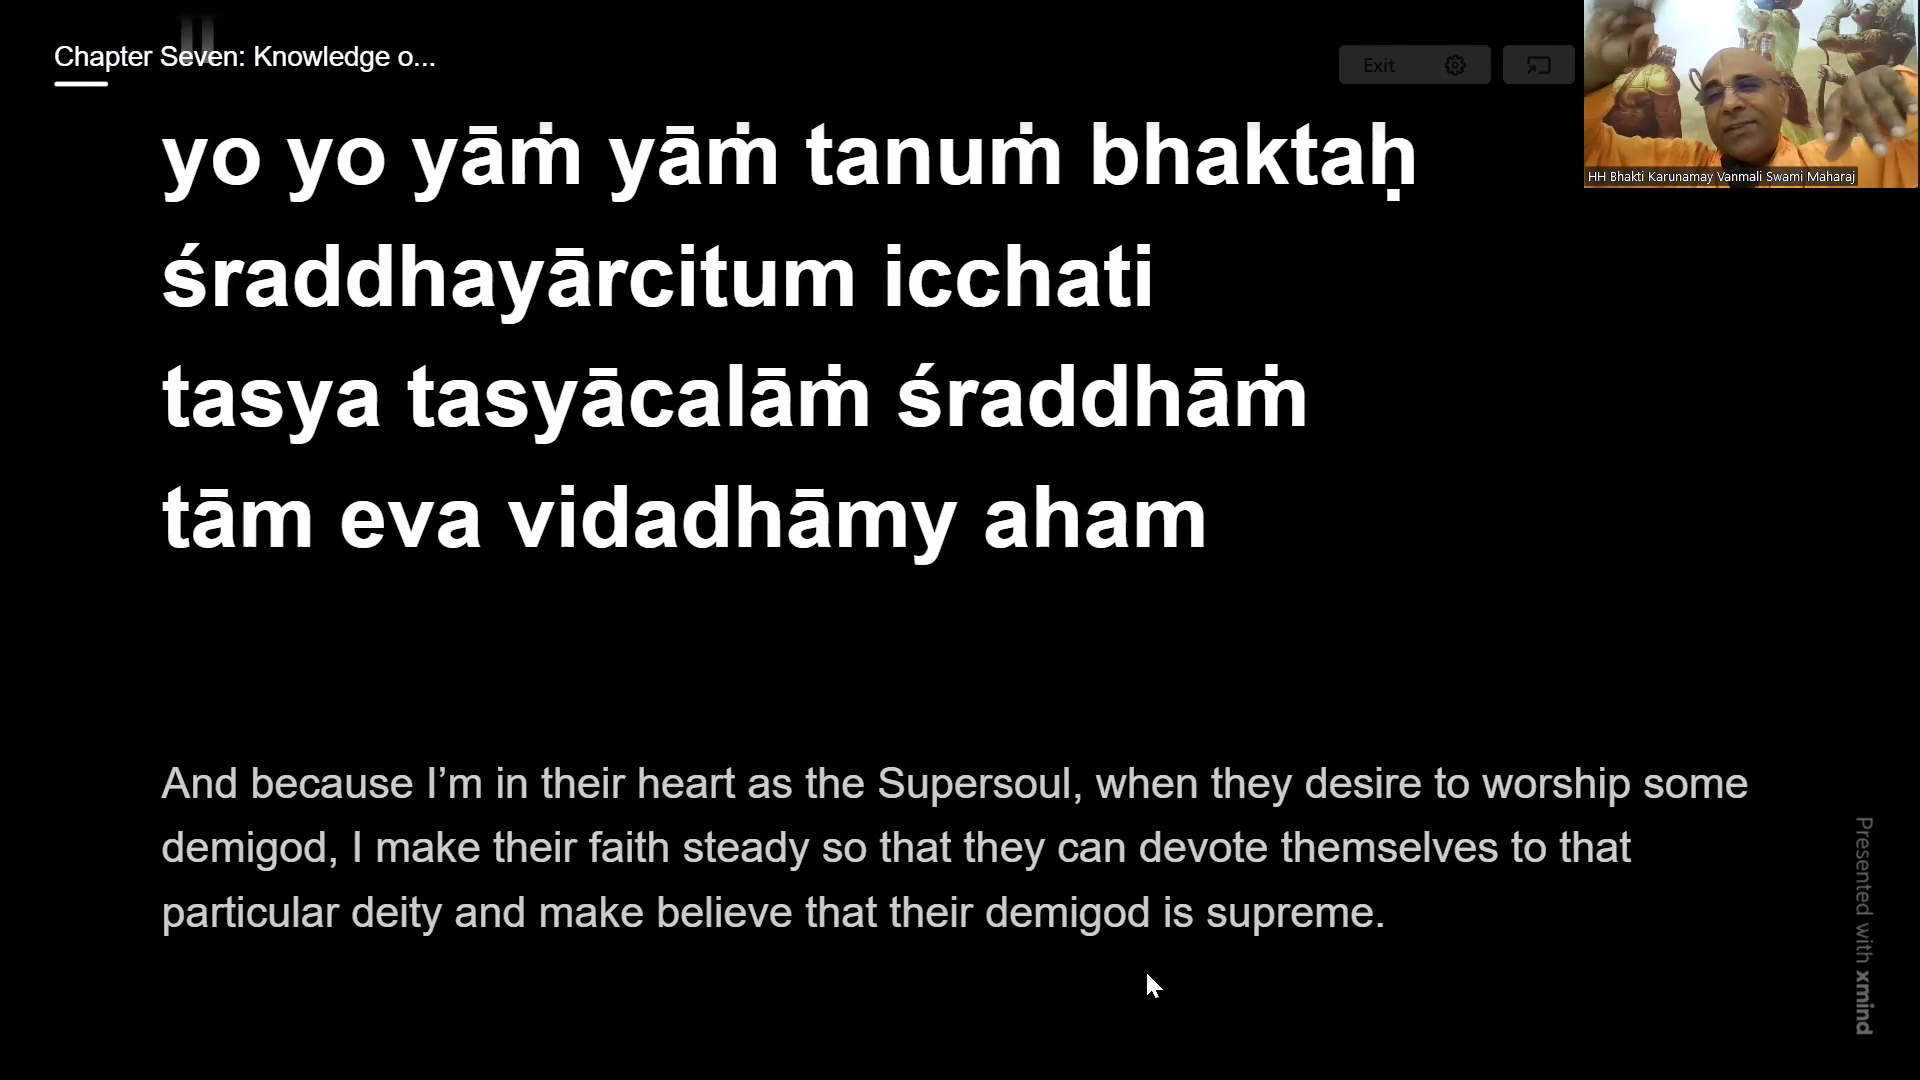 Chapter Seven: Knowledge o...
Exit
HH Bhakti Karunamay Vanmali Swami Maharaj
yo yo yāṁ yāṁ tanuṁ bhaktaḥ
śraddhayārcitum icchati
tasya tasyācalāṁ śraddhāṁ
tām eva vidadhāmy aham
And because I’m in their heart as the Supersoul, when they desire to worship some
demigod, I make their faith steady so that they can devote themselves to that
particular deity and make believe that their demigod is supreme.
Presented with xmind